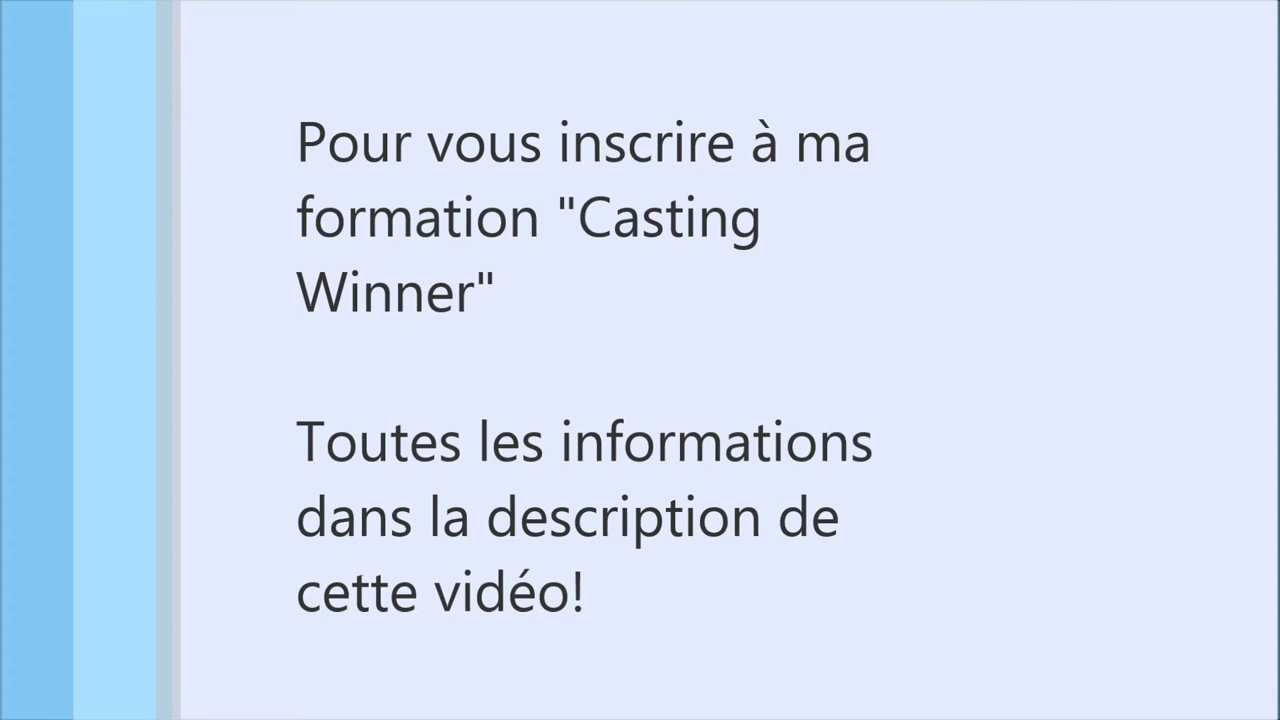 Pour vous inscrire à ma
formation "Casting
Winner"
Toutes les informations
dans la description de
cette vidéo!